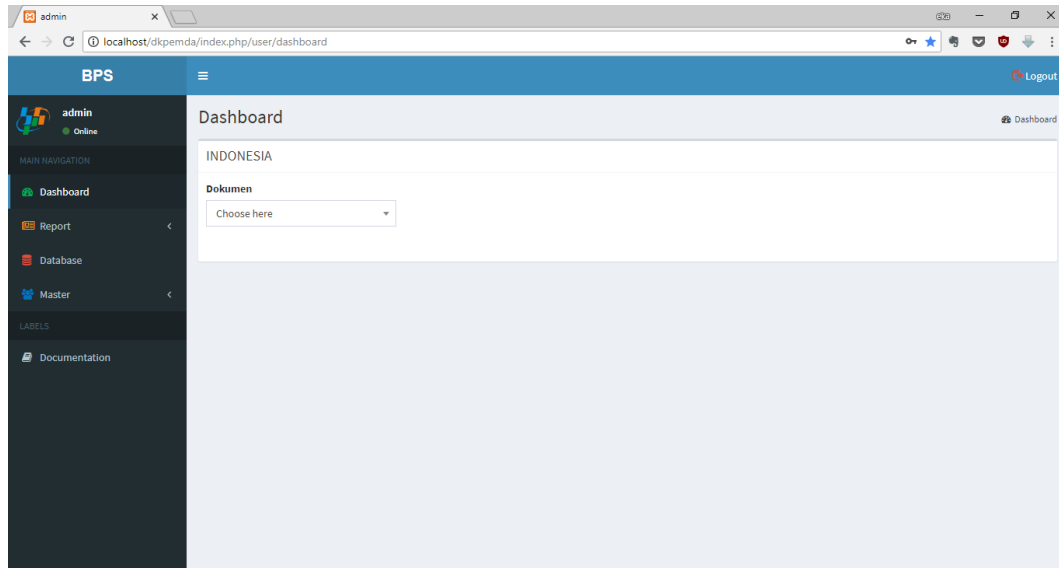 admin
eka
localhost/dkpemda/index.php/user/dashboard
BPS
Logout
admin
Online
Dashboard
Dashboard
MAIN NAVIGATION
INDONESIA
Dashboard
Dokumen
Choose here
Report
Database
Master
LABELS
Documentation